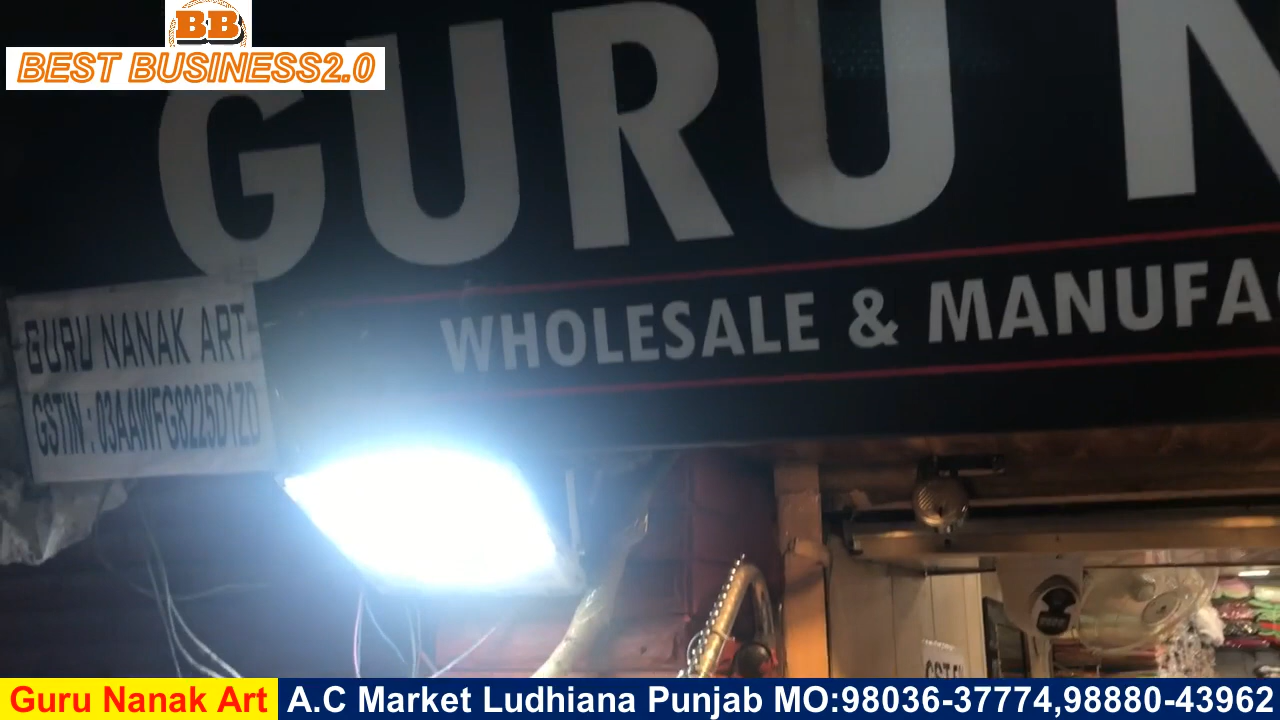 BB
BEST BUSINESS2.0
GURU N
WHOLESALE & MANUFA
GURU NANAK ART
GSTIN : 03AAWFG8225D1ZD
Guru Nanak Art A.C Market Ludhiana Punjab MO:98036-37774,98880-43962